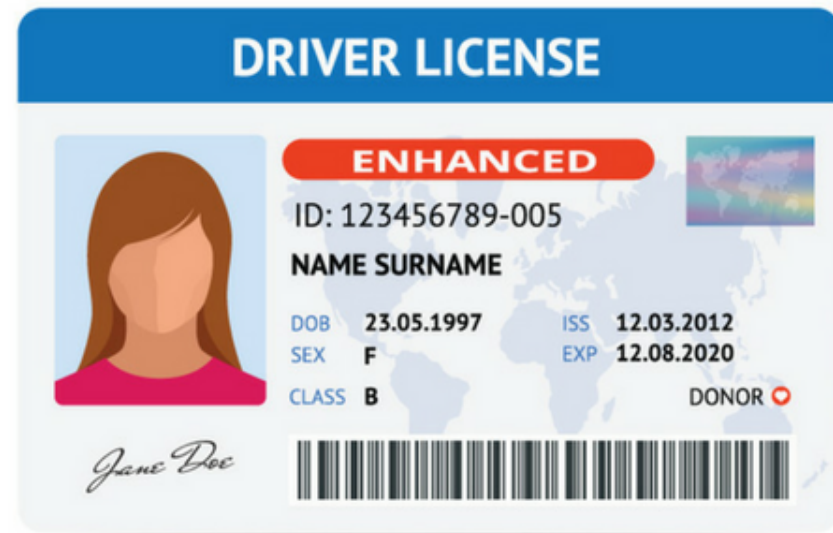 DRIVER LICENSE
ENHANCED
ID: 123456789-005
NAME SURNAME
DOB 23.05.1997 ISS 12.03.2012
SEX F EXP 12.08.2020
CLASS B DONOR
Jane Doe